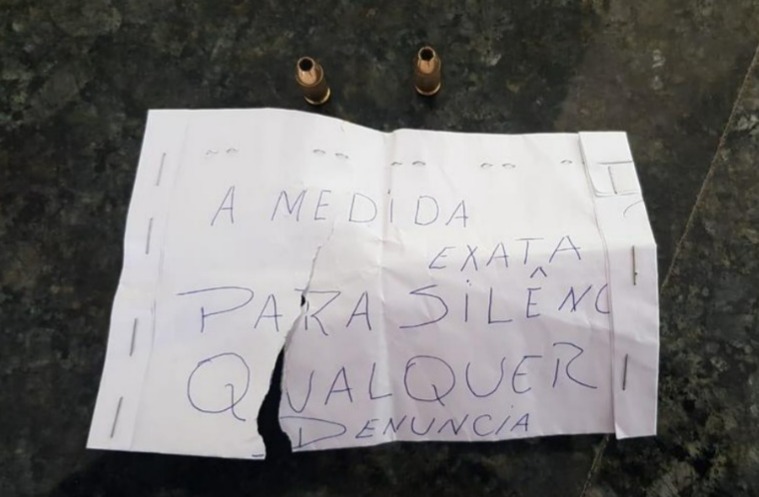 A MEDIDA
EXATA
PARA SILÊNC
QUALQUER
DENUNCIA